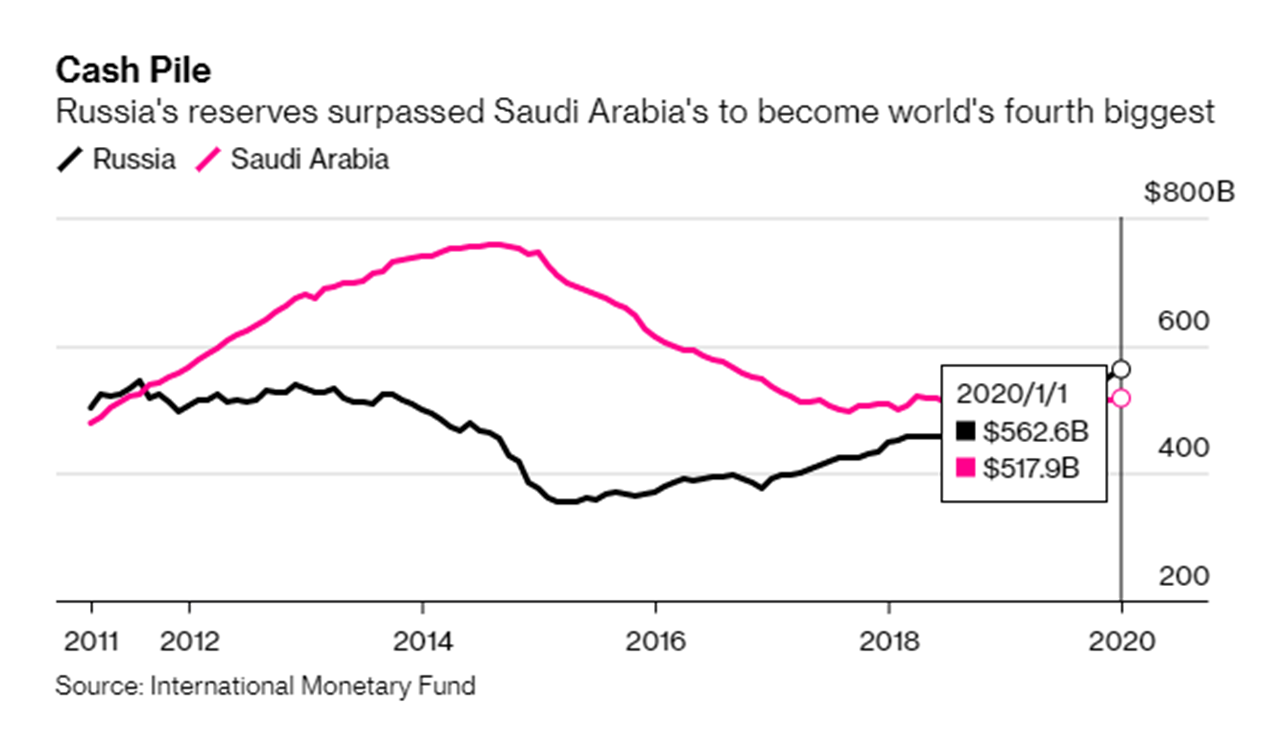 Cash Pile
Russia's reserves surpassed Saudi Arabia's to become world's fourth biggest
Russia Saudi Arabia
$800B
600
2020/1/1
$562.6B
400
$517.9B
200
2011 2012 2014 2016 2018 2020
Source: International Monetary Fund